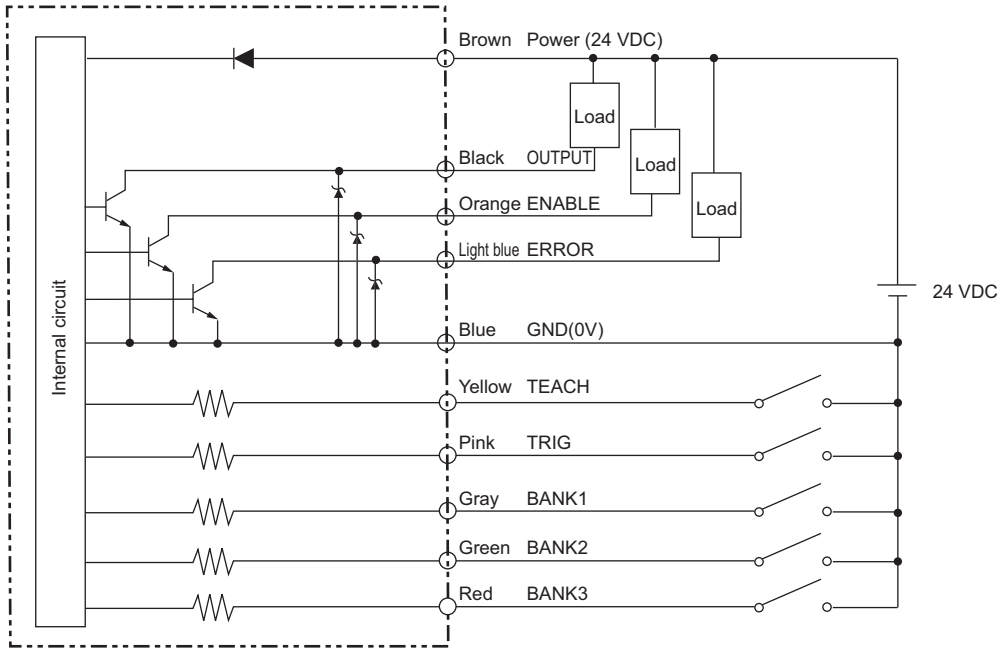 Brown Power (24 VDC)
Load
Black OUTPUT
Load
Orange ENABLE
Load
Light blue ERROR
24 VDC
Internal circuit
Blue GND(0V)
Yellow TEACH
Pink TRIG
Gray BANK1
Green BANK2
Red BANK3